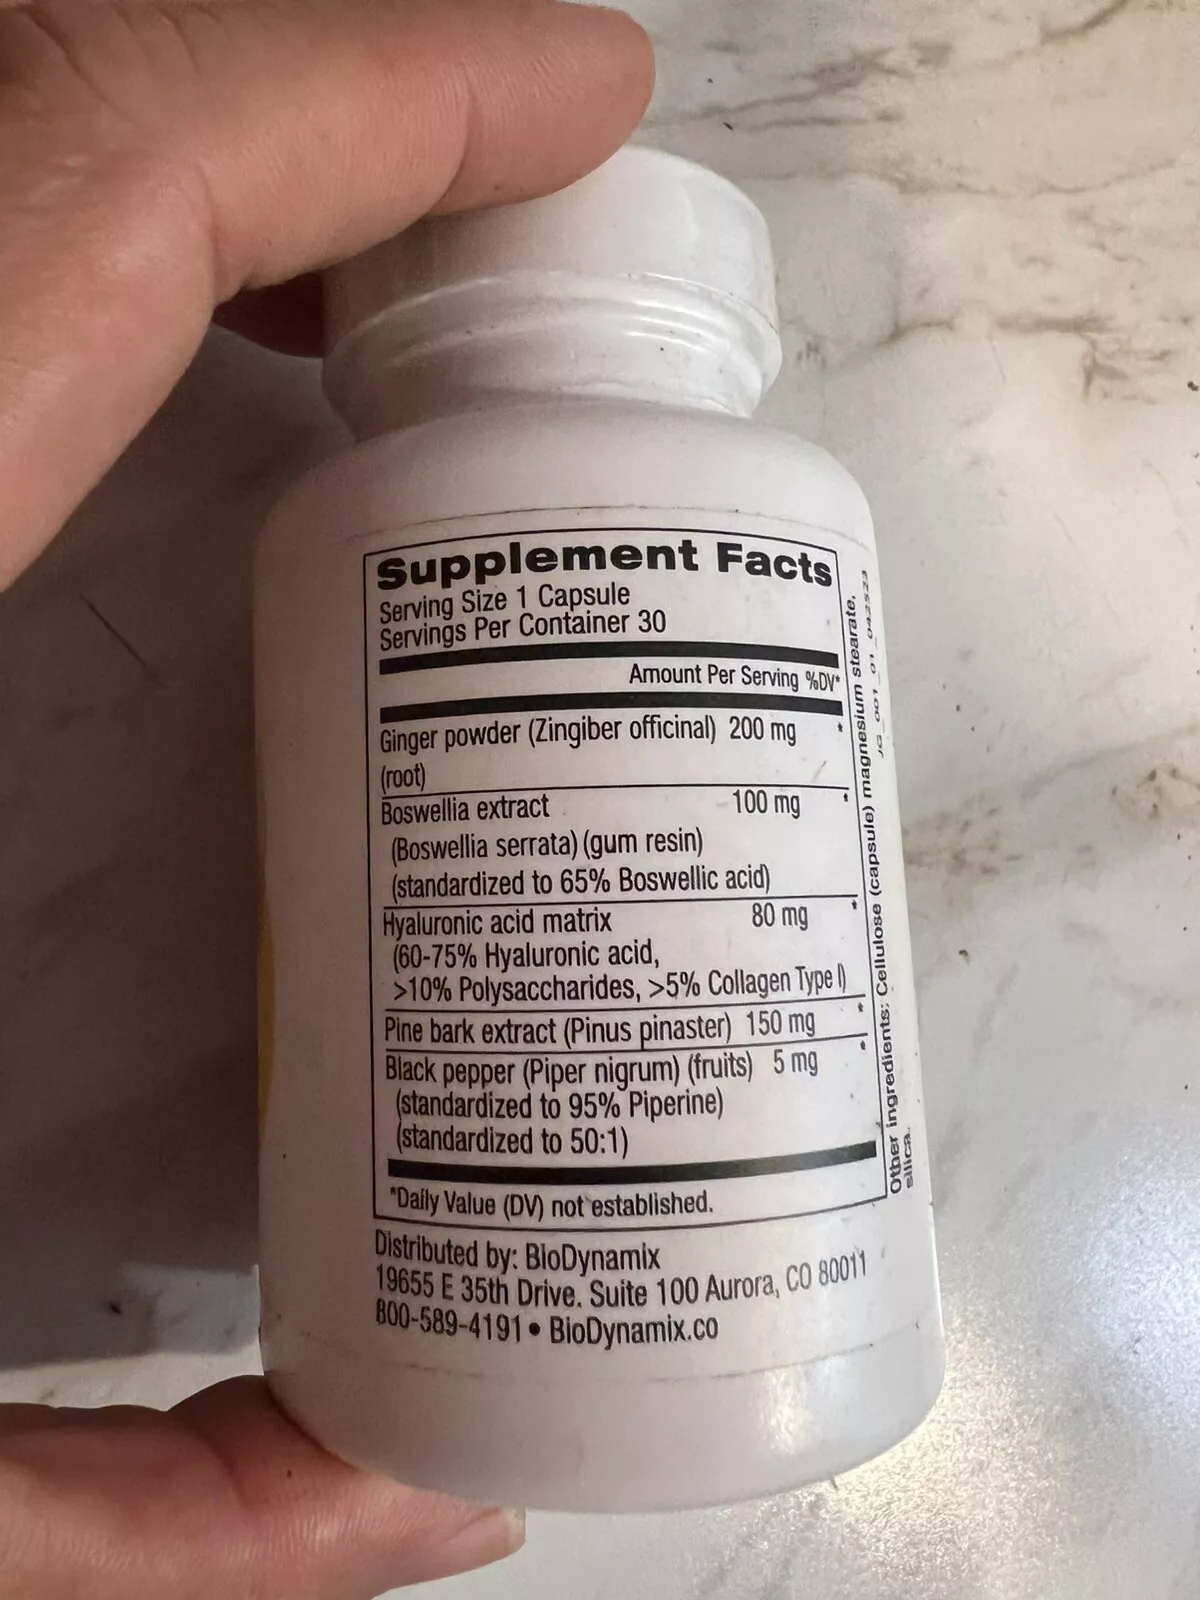 Supplement Facts
Serving Size 1 Capsule
Servings Per Container 30
Amount Per Serving %DV*
Ginger powder (Zingiber officinal) 200 mg *
(root)
Boswellia extract 100 mg *
(Boswellia serrata) (gum resin)
(standardized to 65% Boswellic acid)
Hyaluronic acid matrix 80 mg *
(60-75% Hyaluronic acid,
>10% Polysaccharides, >5% Collagen Type I)
Pine bark extract (Pinus pinaster) 150 mg *
Black pepper (Piper nigrum) (fruits) 5 mg *
(standardized to 95% Piperine)
(standardized to 50:1)
*Daily Value (DV) not established.
Distributed by: BioDynamix
19655 E 35th Drive. Suite 100 Aurora, CO 80011
800-589-4191 • BioDynamix.co
Other ingredients: Cellulose (capsule) magnesium stearate,
silica.
JG_001_01_042523